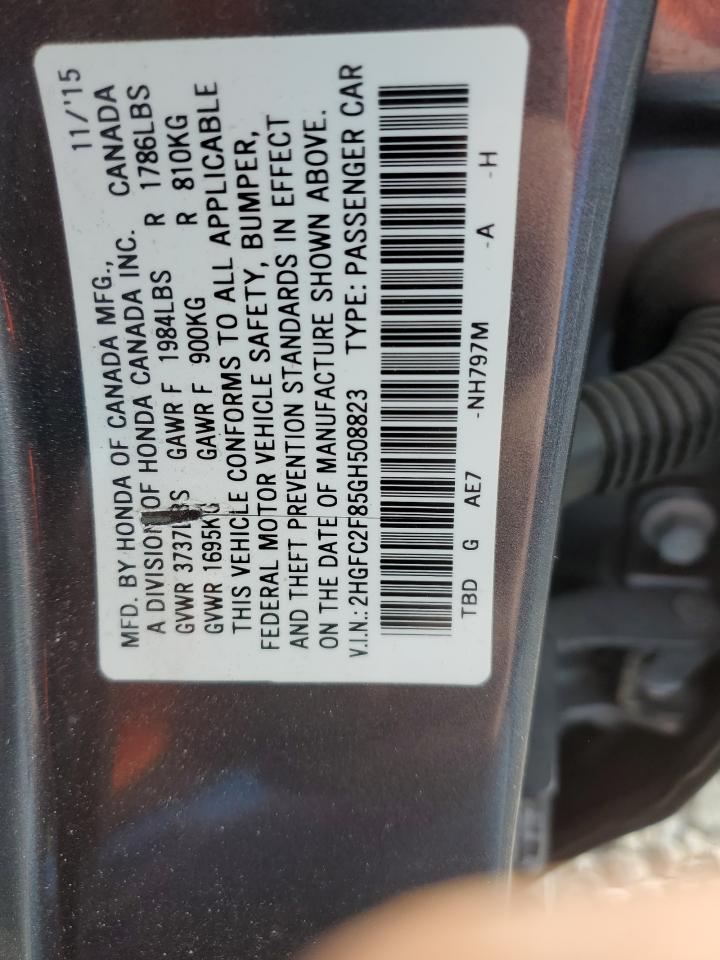 MFD. BY HONDA OF CANADA MFG., 11/'15
A DIVISION OF HONDA CANADA INC. CANADA
GVWR 3737LBS GAWR F 1984LBS R 1786LBS
GVWR 1695KG GAWR F 900KG R 810KG
THIS VEHICLE CONFORMS TO ALL APPLICABLE
FEDERAL MOTOR VEHICLE SAFETY, BUMPER,
AND THEFT PREVENTION STANDARDS IN EFFECT
ON THE DATE OF MANUFACTURE SHOWN ABOVE.
V.I.N.: 2HGFC2F85GH508823 TYPE: PASSENGER CAR
TBD G AE7 -NH797M -A -H